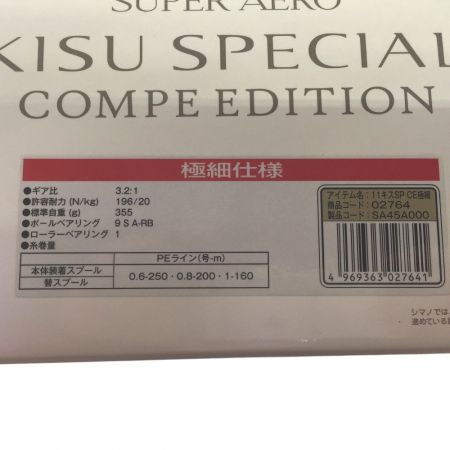 SUPER AERO
KISU SPECIAL
COMPE EDITION
極細仕様
●ギア比 3.2:1
●許容耐力 (N/kg) 196/20
●標準自重 (g) 355
●ボールベアリング 9 S A-RB
●ローラーベアリング 1
●糸巻量
PEライン(号-m)
本体装着スプール 0.6-250・0.8-200・1-160
替スプール
アイテム名:11キスSP CE極細
商品コード:02764
製品コード:SA45A000
4 969363 027641
シマノでは、
進めている